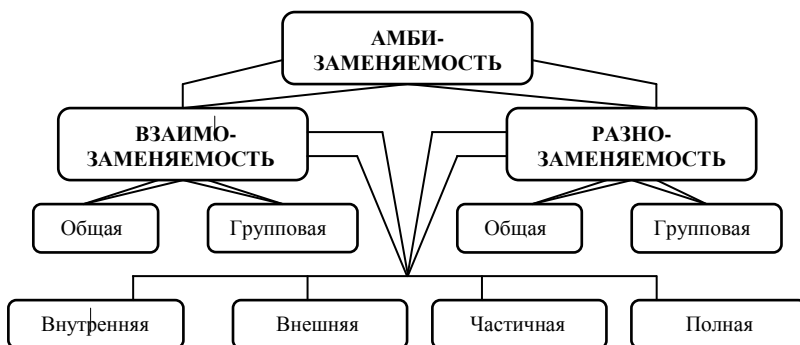 АМБИ-
ЗАМЕНЯЕМОСТЬ
ВЗАИМО-
ЗАМЕНЯЕМОСТЬ
РАЗНО-
ЗАМЕНЯЕМОСТЬ
Общая
Групповая
Общая
Групповая
Внутренняя
Внешняя
Частичная
Полная